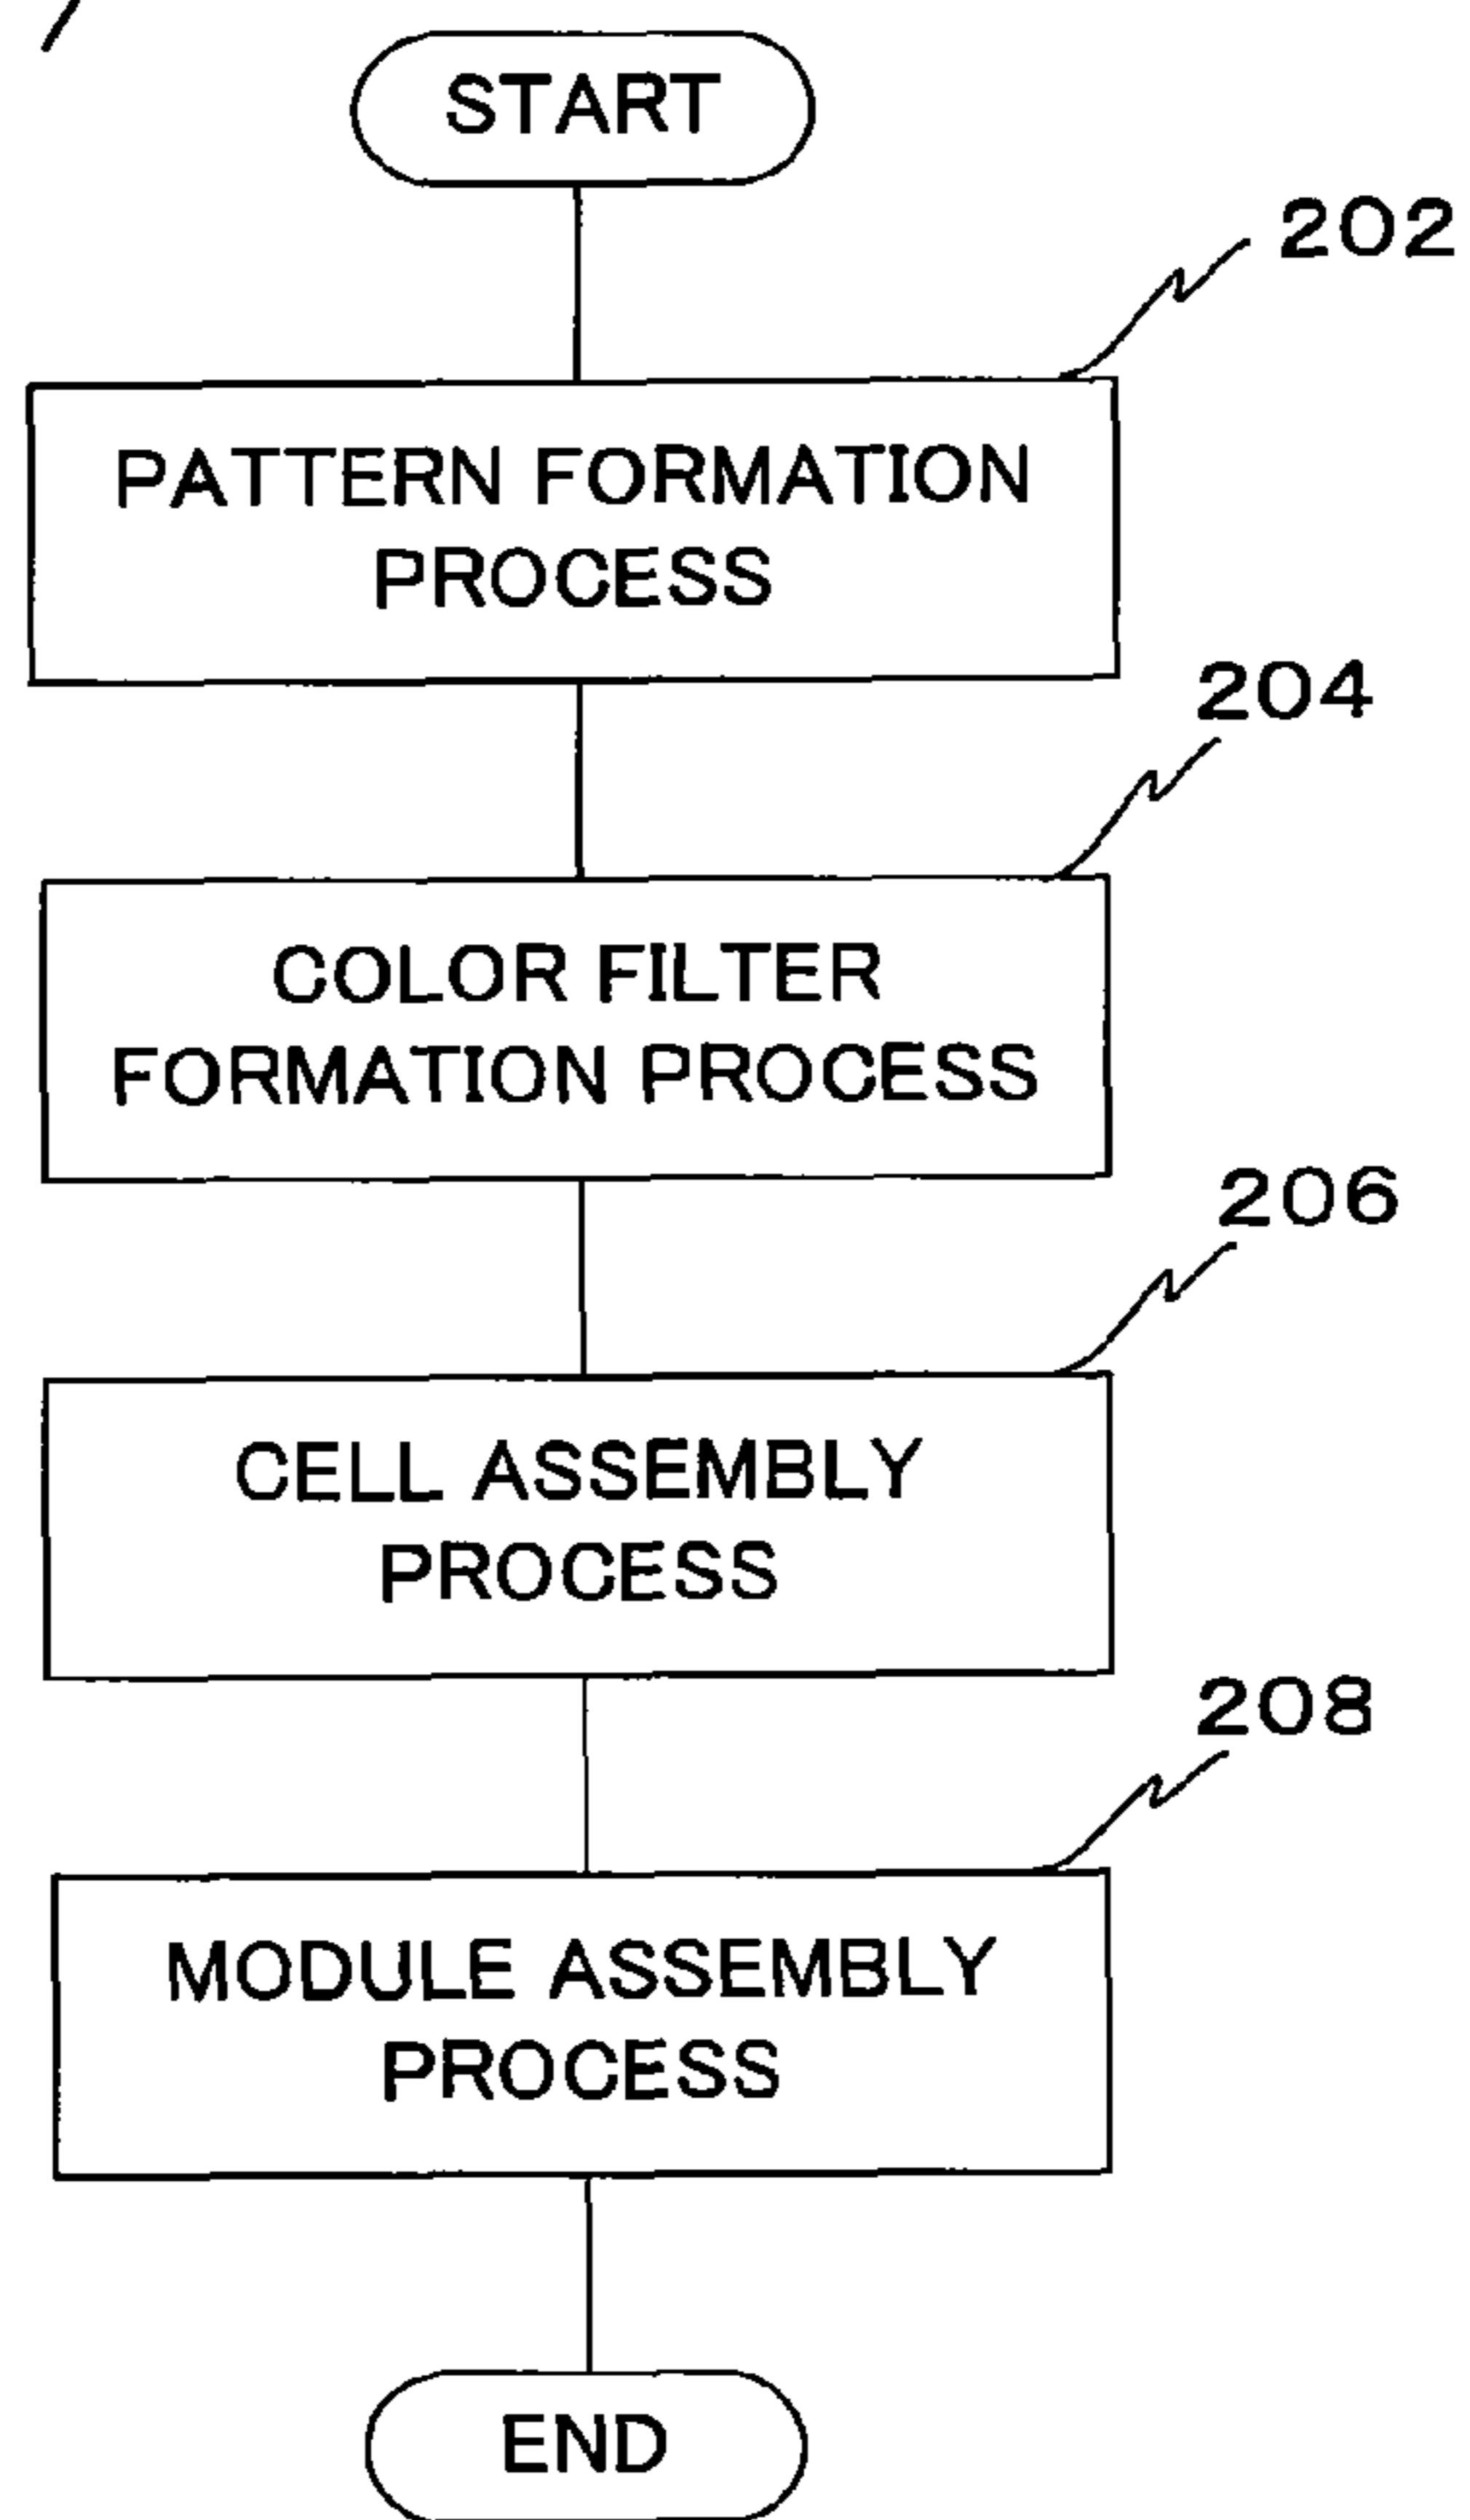 START
202
PATTERN FORMATION
PROCESS
204
COLOR FILTER
FORMATION PROCESS
206
CELL ASSEMBLY
PROCESS
208
MODULE ASSEMBLY
PROCESS
END